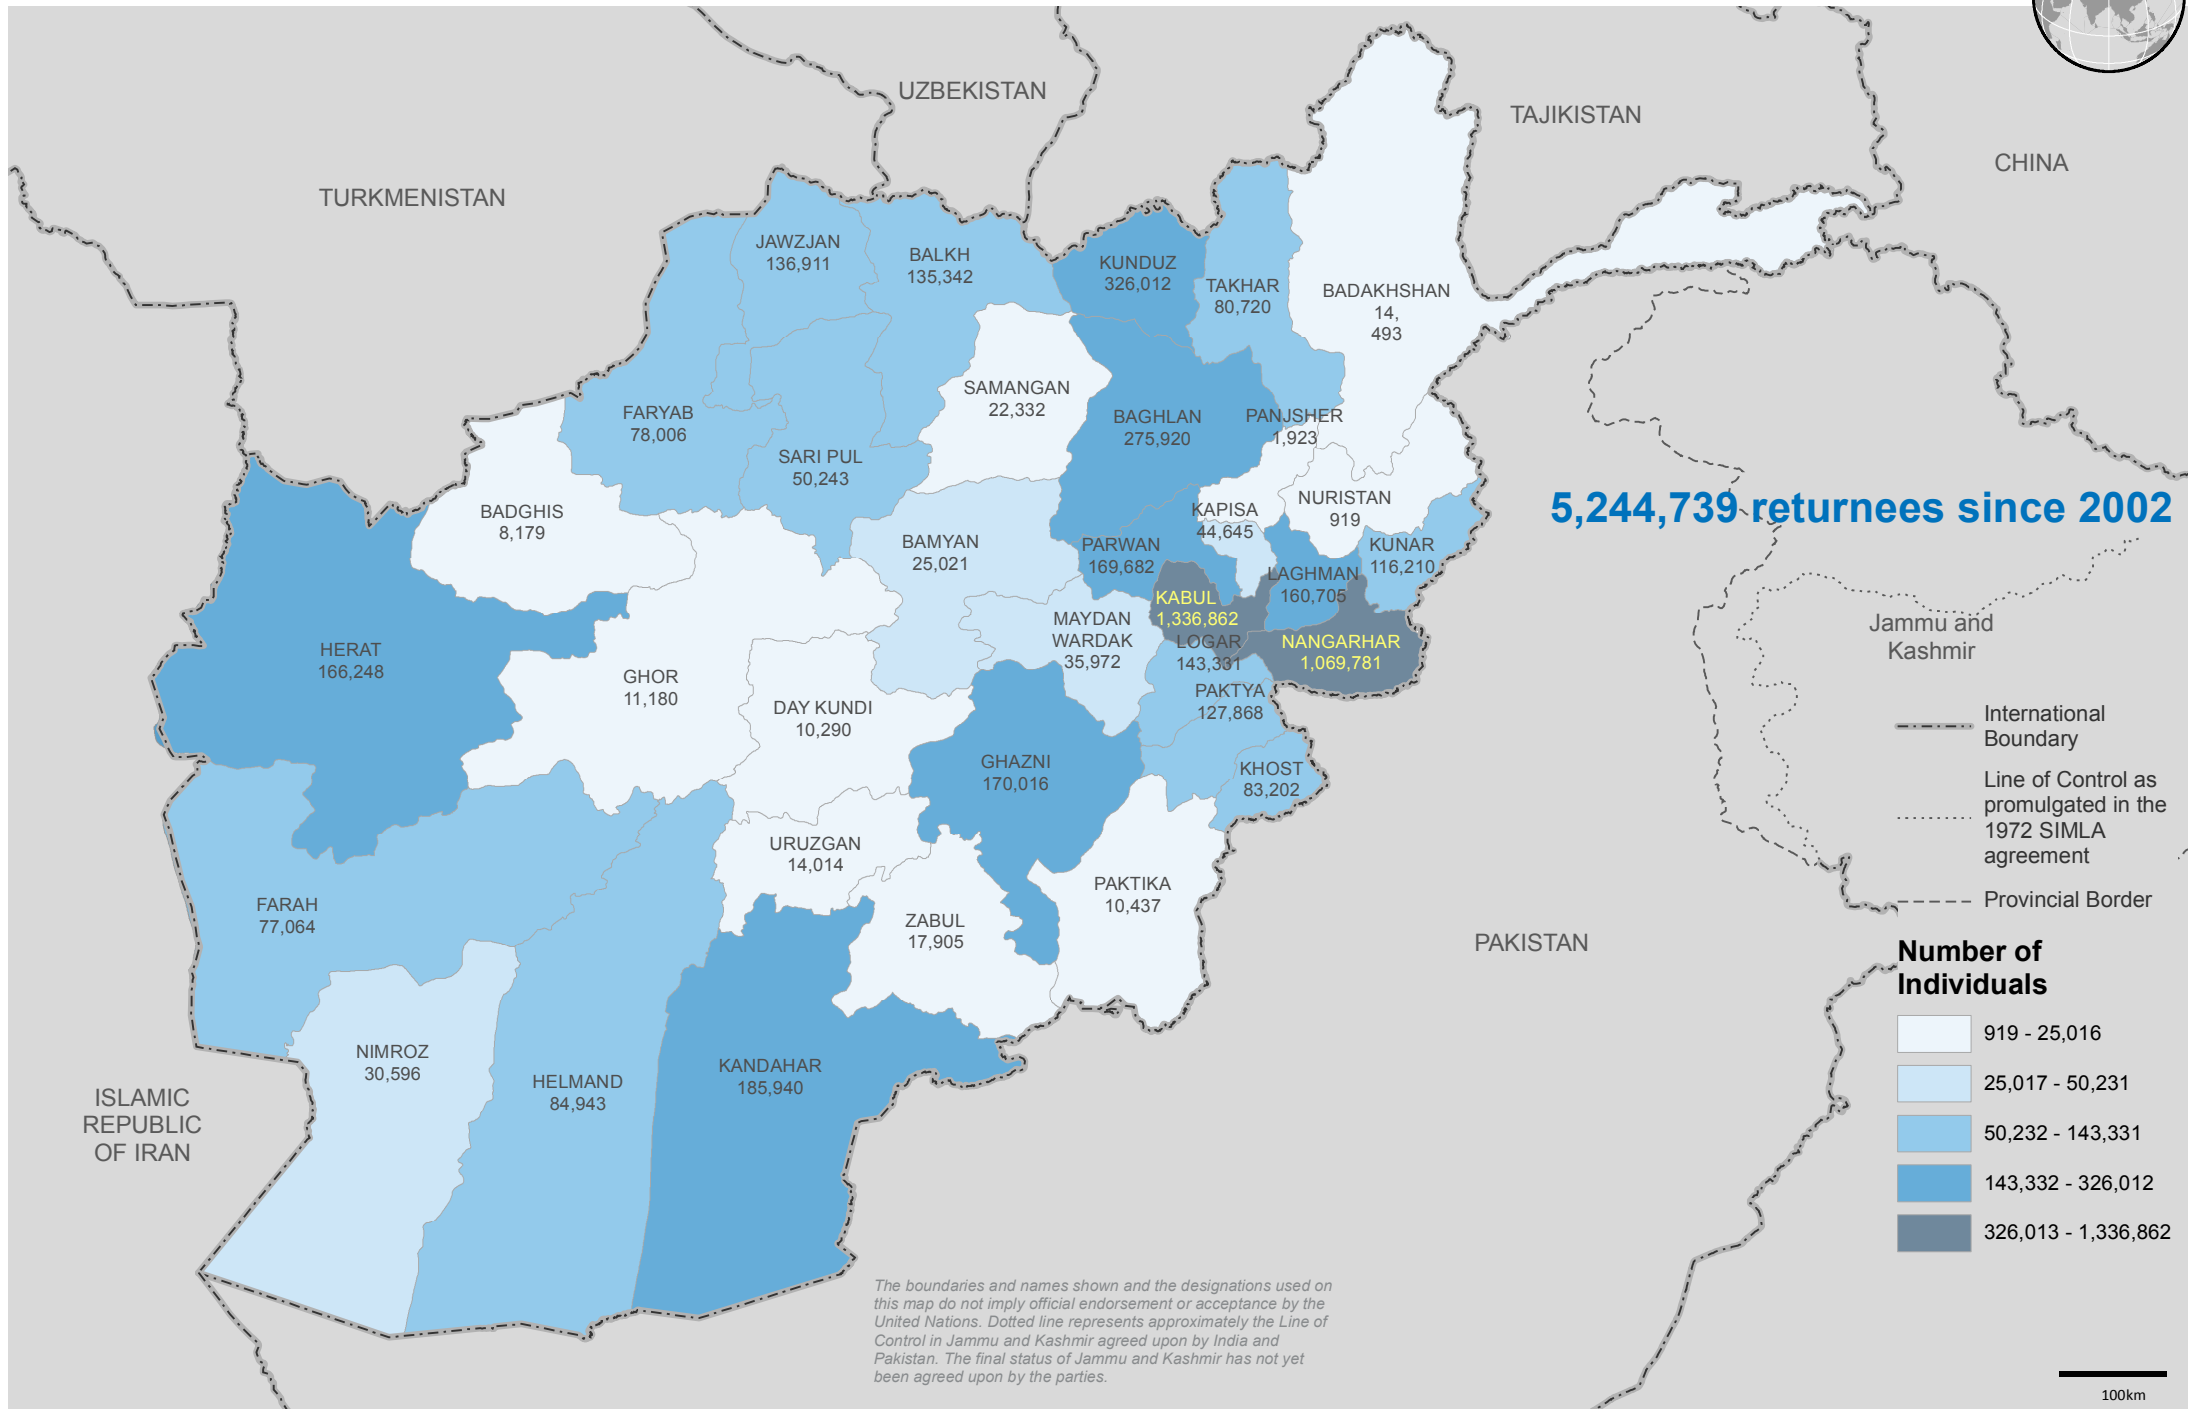 UZBEKISTAN
TAJIKISTAN
CHINA
TURKMENISTAN
JAWZJAN
136,911
BALKH
135,342
KUNDUZ
326,012
TAKHAR
80,720
BADAKHSHAN
14,
493
SAMANGAN
22,332
FARYAB
78,006
BAGHLAN
275,920
PANJSHER
1,923
SARI PUL
50,243
BADGHIS
8,179
KAPISA
44,645
NURISTAN
919
5,244,739 returnees since 2002
BAMYAN
25,021
PARWAN
169,682
KUNAR
116,210
LAGHMAN
160,705
KABUL
1,336,862
MAYDAN
WARDAK
35,972
LOGAR
143,331
NANGARHAR
1,069,781
Jammu and
Kashmir
HERAT
166,248
GHOR
11,180
DAY KUNDI
10,290
PAKTYA
127,868
GHAZNI
170,016
KHOST
83,202
International
Boundary
Line of Control as
promulgated in the
1972 SIMLA
agreement
Provincial Border
URUZGAN
14,014
PAKTIKA
10,437
FARAH
77,064
ZABUL
17,905
PAKISTAN
Number of
Individuals
919 - 25,016
25,017 - 50,231
50,232 - 143,331
143,332 - 326,012
326,013 - 1,336,862
NIMROZ
30,596
HELMAND
84,943
KANDAHAR
185,940
ISLAMIC
REPUBLIC
OF IRAN
The boundaries and names shown and the designations used on
this map do not imply official endorsement or acceptance by the
United Nations. Dotted line represents approximately the Line of
Control in Jammu and Kashmir agreed upon by India and
Pakistan. The final status of Jammu and Kashmir has not yet
been agreed upon by the parties.
100km